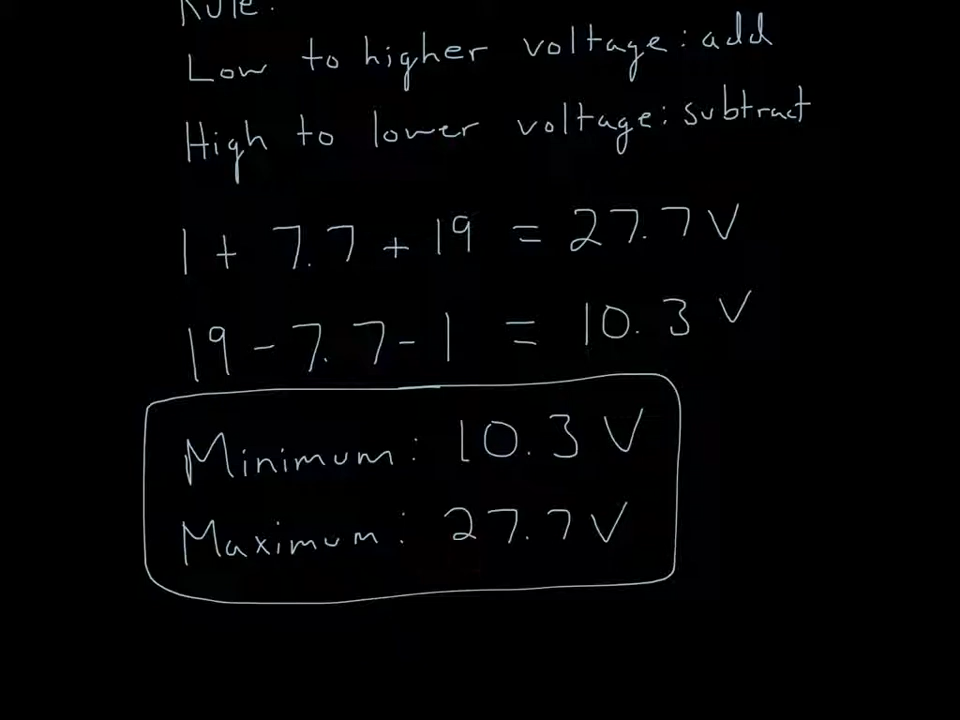 Rule:
Low to higher voltage: add
High to lower voltage: subtract
1 + 7.7 + 19 = 27.7 V
19 - 7.7 - 1 = 10.3 V
Minimum: 10.3 V
Maximum: 27.7 V